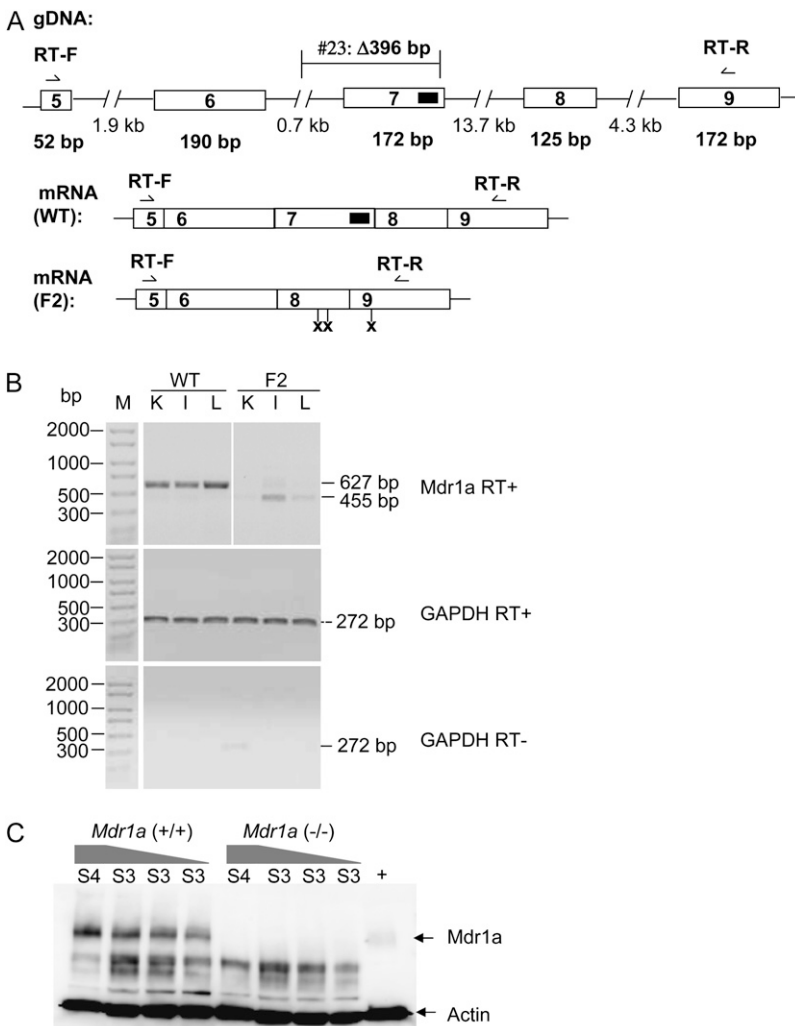 A gDNA:
#23: Δ396 bp
RT-F RT-R
5 6 7 8 9
1.9 kb 0.7 kb 13.7 kb 4.3 kb
52 bp 190 bp 172 bp 125 bp 172 bp
mRNA (WT):
RT-F RT-R
5 6 7 8 9
mRNA (F2):
RT-F RT-R
5 6 8 9
xx x
B
WT F2
bp M K I L K I L
2000
1000
500
300
627 bp
455 bp
Mdr1a RT+
2000
1000
500
300
272 bp
GAPDH RT+
2000
1000
500
300
272 bp
GAPDH RT-
C
Mdr1a (+/+) Mdr1a (-/-)
S4 S3 S3 S3 S4 S3 S3 S3 +
Mdr1a
Actin